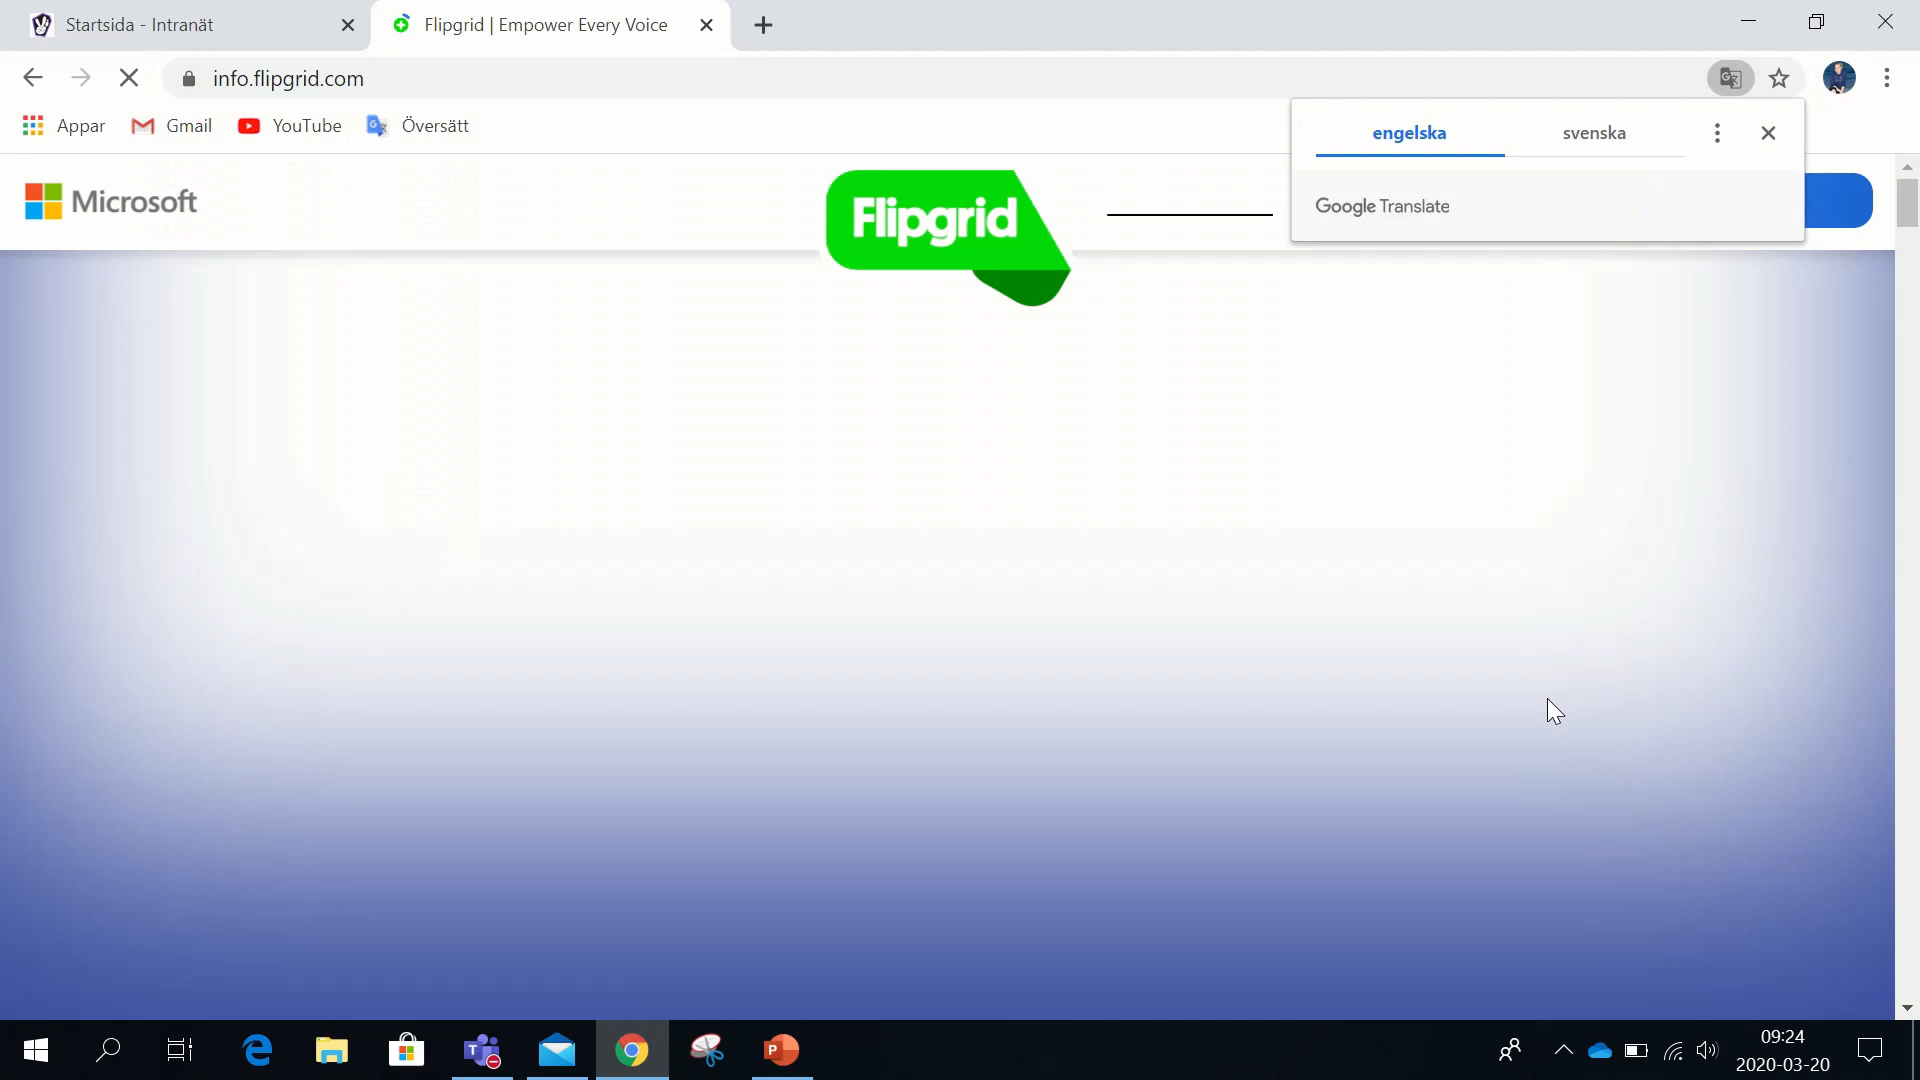 Startsida - Intranät
Flipgrid | Empower Every Voice
info.flipgrid.com
Appar
Gmail
YouTube
Översätt
engelska
svenska
Google Translate
Microsoft
Flipgrid
09:24
2020-03-20